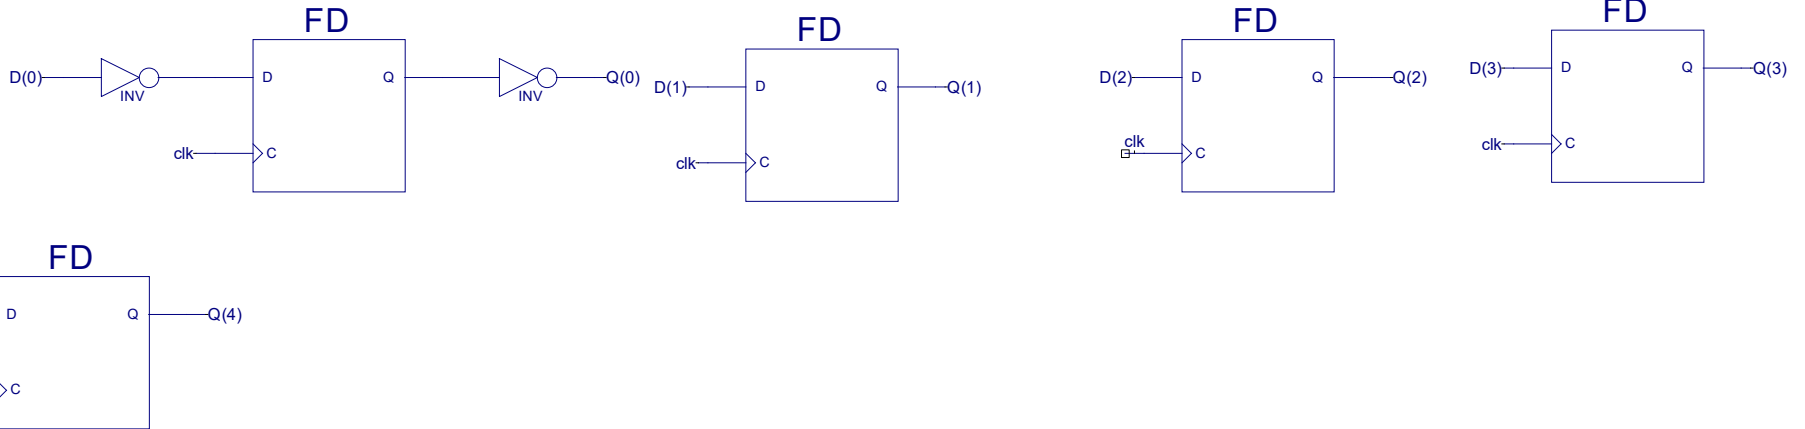 FD
D(0)
INV
D
Q
INV
Q(0)
clk
C
FD
D(1)
D
Q
Q(1)
clk
C
FD
D(2)
D
Q
Q(2)
clk
C
FD
D(3)
D
Q
Q(3)
clk
C
FD
D
Q
Q(4)
C